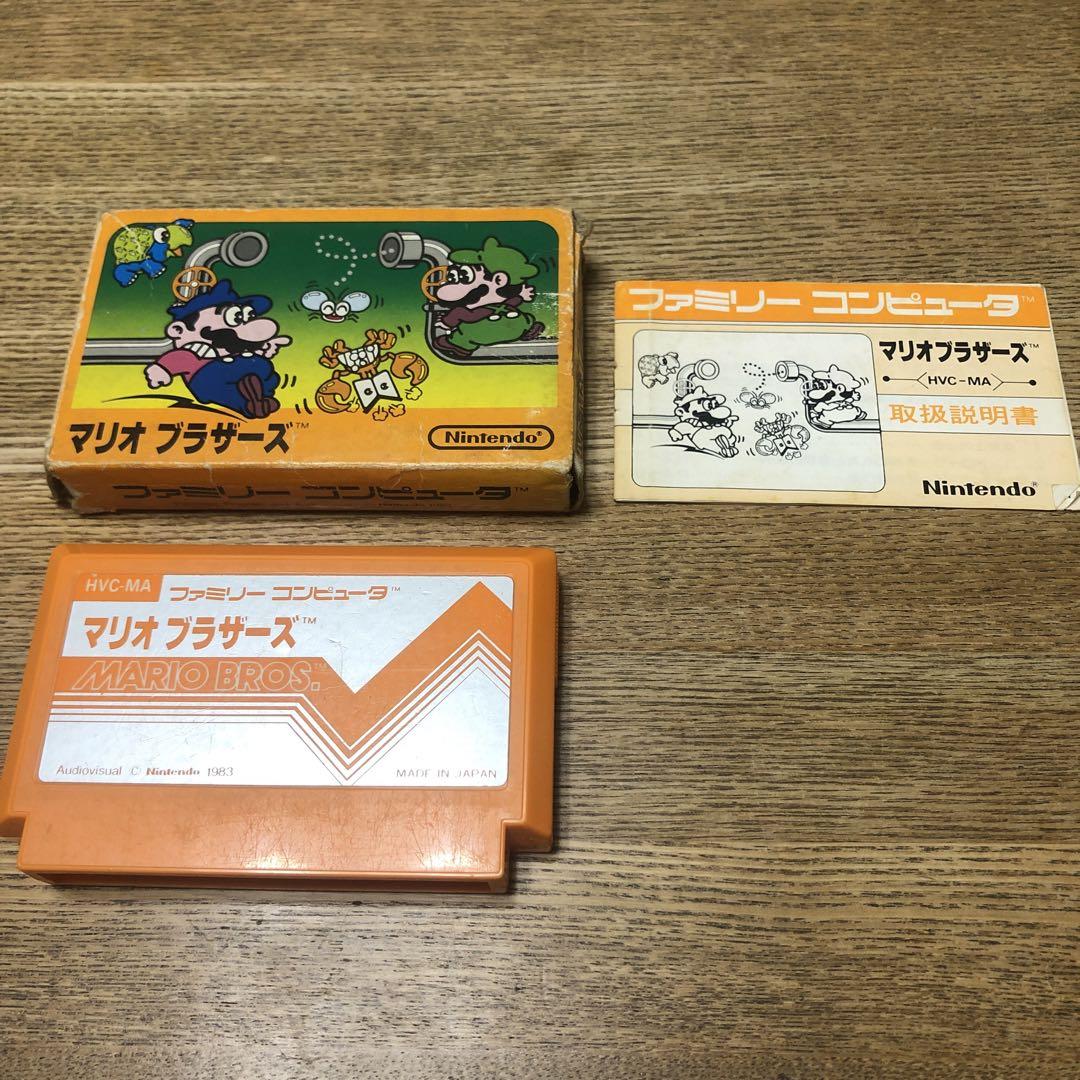 マリオ ブラザーズ™
Nintendo®
ファミリー コンピュータ™
ファミリー コンピュータ™
マリオブラザーズ™
HVC-MA
取扱説明書
Nintendo®
HVC-MA
ファミリー コンピュータ™
マリオ ブラザーズ™
MARIO BROS.™
Audiovisual © Nintendo 1983
MADE IN JAPAN